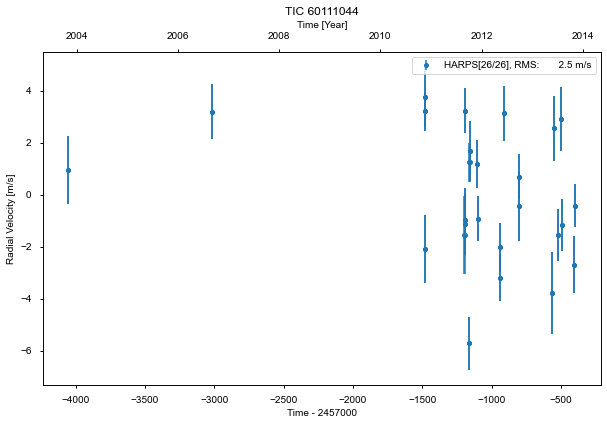 TIC 60111044
Time [Year]
2004 2006 2008 2010 2012 2014
HARPS[26/26], RMS: 2.5 m/s
Radial Velocity [m/s]
4
2
0
−2
−4
−6
−4000 −3500 −3000 −2500 −2000 −1500 −1000 −500
Time - 2457000